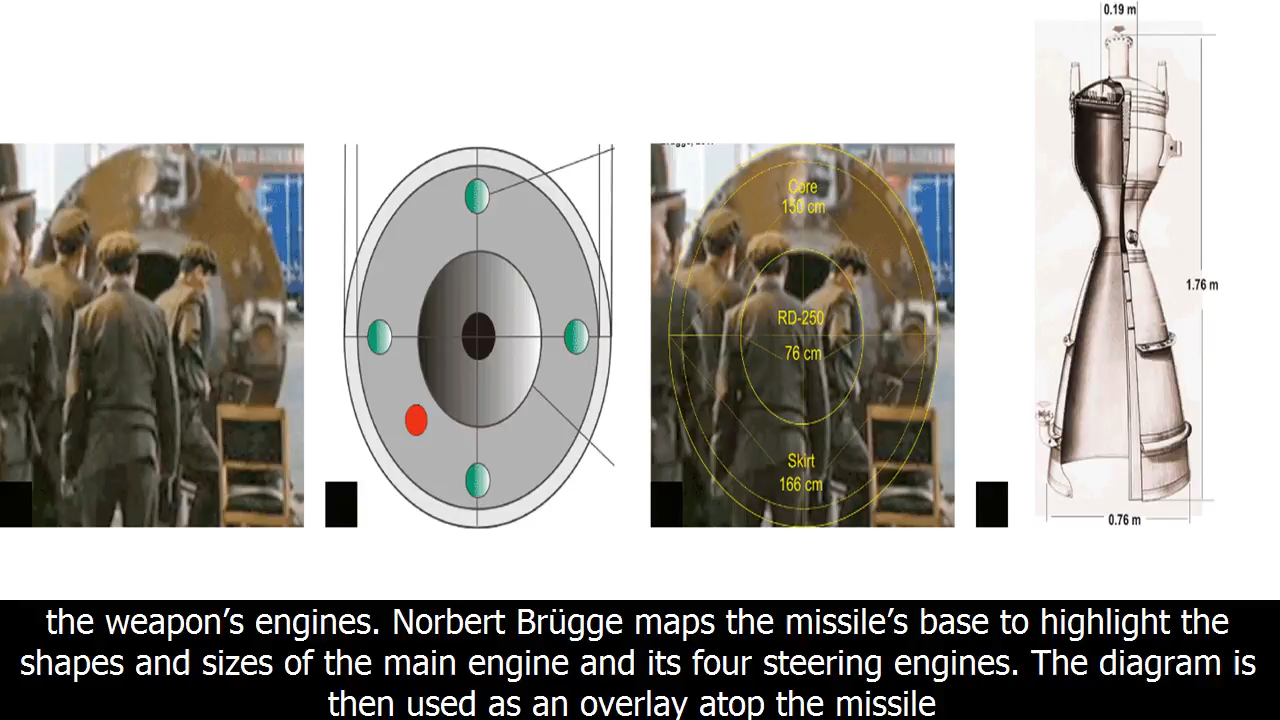 0.19 m
Core
150 cm
RD-250
76 cm
Skirt
166 cm
1.76 m
0.76 m
the weapon’s engines. Norbert Brügge maps the missile’s base to highlight the
shapes and sizes of the main engine and its four steering engines. The diagram is
then used as an overlay atop the missile